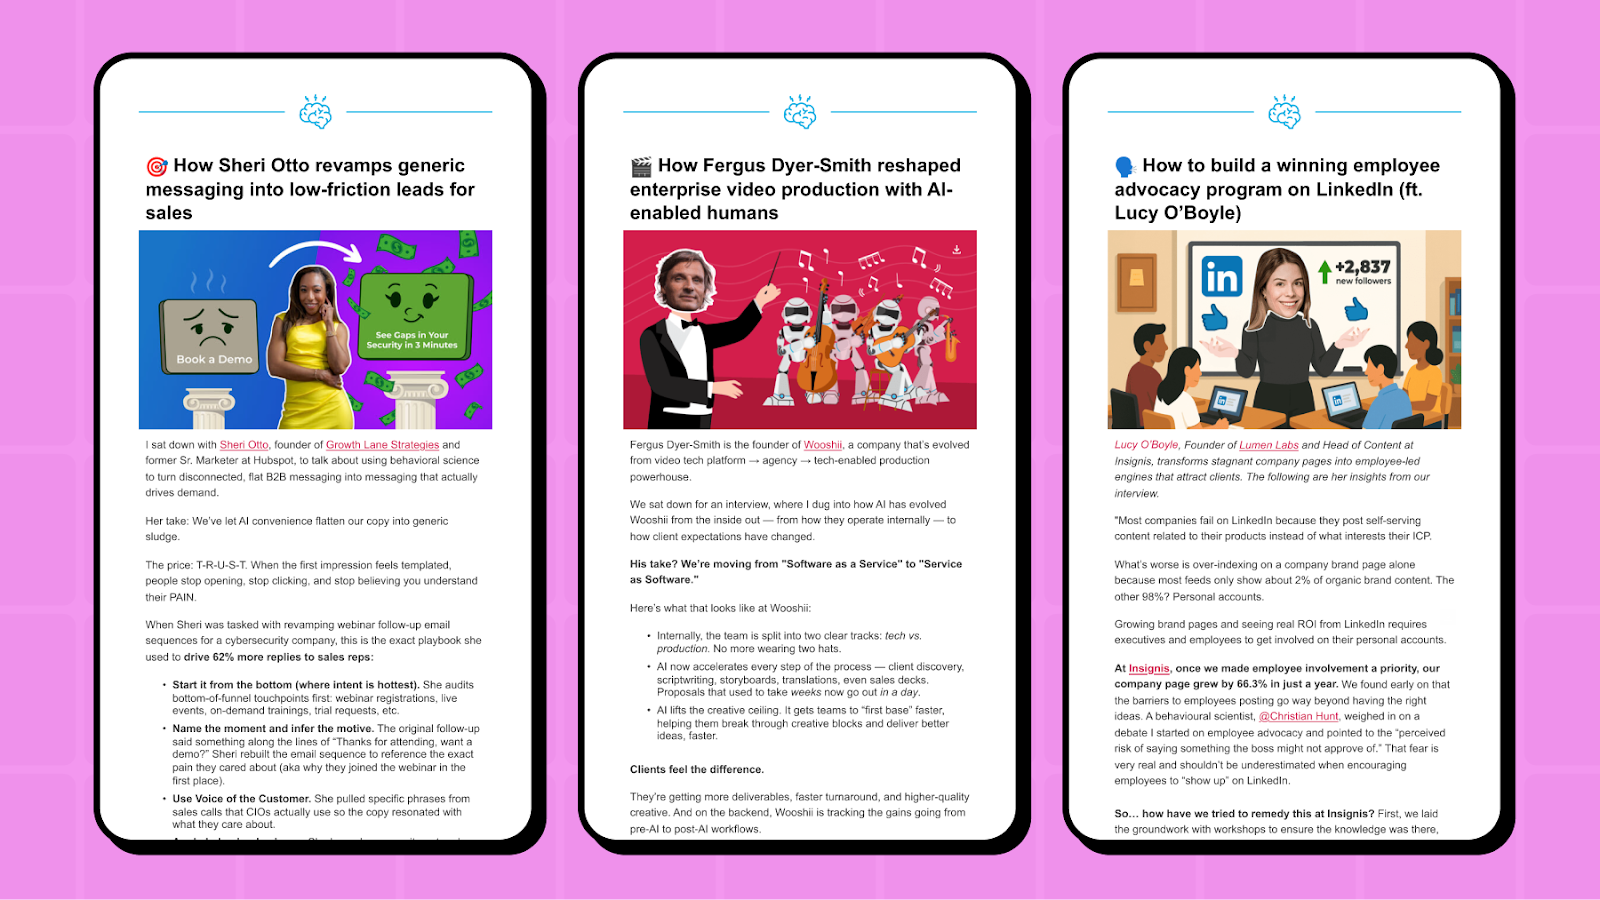 🎯 How Sheri Otto revamps generic
messaging into low-friction leads for
sales
Book a Demo
See Gaps in Your
Security in 3 Minutes
I sat down with Sheri Otto, founder of Growth Lane Strategies and
former Sr. Marketer at Hubspot, to talk about using behavioral science
to turn disconnected, flat B2B messaging into messaging that actually
drives demand.
Her take: We've let AI convenience flatten our copy into generic
sludge.
The price: T-R-U-S-T. When the first impression feels templated,
people stop opening, stop clicking, and stop believing you understand
their PAIN.
When Sheri was tasked with revamping webinar follow-up email
sequences for a cybersecurity company, this is the exact playbook she
used to drive 62% more replies to sales reps:
• Start it from the bottom (where intent is hottest). She audits
bottom-of-funnel touchpoints first: webinar registrations, live
events, on-demand trainings, trial requests, etc.
• Name the moment and infer the motive. The original follow-up
said something along the lines of “Thanks for attending, want a
demo?” Sheri rebuilt the email sequence to reference the exact
pain they cared about (aka why they joined the webinar in the
first place).
• Use Voice of the Customer. She pulled specific phrases from
sales calls that CIOs actually use so the copy resonated with
what they care about.
🎬 How Fergus Dyer-Smith reshaped
enterprise video production with AI-
enabled humans
Fergus Dyer-Smith is the founder of Wooshii, a company that's evolved
from video tech platform → agency → tech-enabled production
powerhouse.
We sat down for an interview, where I dug into how AI has evolved
Wooshii from the inside out — from how they operate internally — to
how client expectations have changed.
His take? We're moving from "Software as a Service" to "Service
as Software."
Here's what that looks like at Wooshii:
• Internally, the team is split into two clear tracks: tech vs.
production. No more wearing two hats.
• AI now accelerates every step of the process — client discovery,
scriptwriting, storyboards, translations, even sales decks.
Proposals that used to take weeks now go out in a day.
• AI lifts the creative ceiling. It gets teams to “first base” faster,
helping them break through creative blocks and deliver better
ideas, faster.
Clients feel the difference.
They're getting more deliverables, faster turnaround, and higher-quality
creative. And on the backend, Wooshii is tracking the gains going from
pre-AI to post-AI workflows.
🗣️ How to build a winning employee
advocacy program on LinkedIn (ft.
Lucy O'Boyle)
in
+2,837
new followers
in
in
Lucy O'Boyle, Founder of Lumen Labs and Head of Content at
Insignis, transforms stagnant company pages into employee-led
engines that attract clients. The following are her insights from our
interview.
"Most companies fail on LinkedIn because they post self-serving
content related to their products instead of what interests their ICP.
What's worse is over-indexing on a company brand page alone
because most feeds only show about 2% of organic brand content. The
other 98%? Personal accounts.
Growing brand pages and seeing real ROI from LinkedIn requires
executives and employees to get involved on their personal accounts.
At Insignis, once we made employee involvement a priority, our
company page grew by 66.3% in just a year. We found early on that
the barriers to employees posting go way beyond having the right
ideas. A behavioural scientist, @Christian Hunt, weighed in on a
debate I started on employee advocacy and pointed to the “perceived
risk of saying something the boss might not approve of.” That fear is
very real and shouldn't be underestimated when encouraging
employees to “show up” on LinkedIn.
So… how have we tried to remedy this at Insignis? First, we laid
the groundwork with workshops to ensure the knowledge was there,